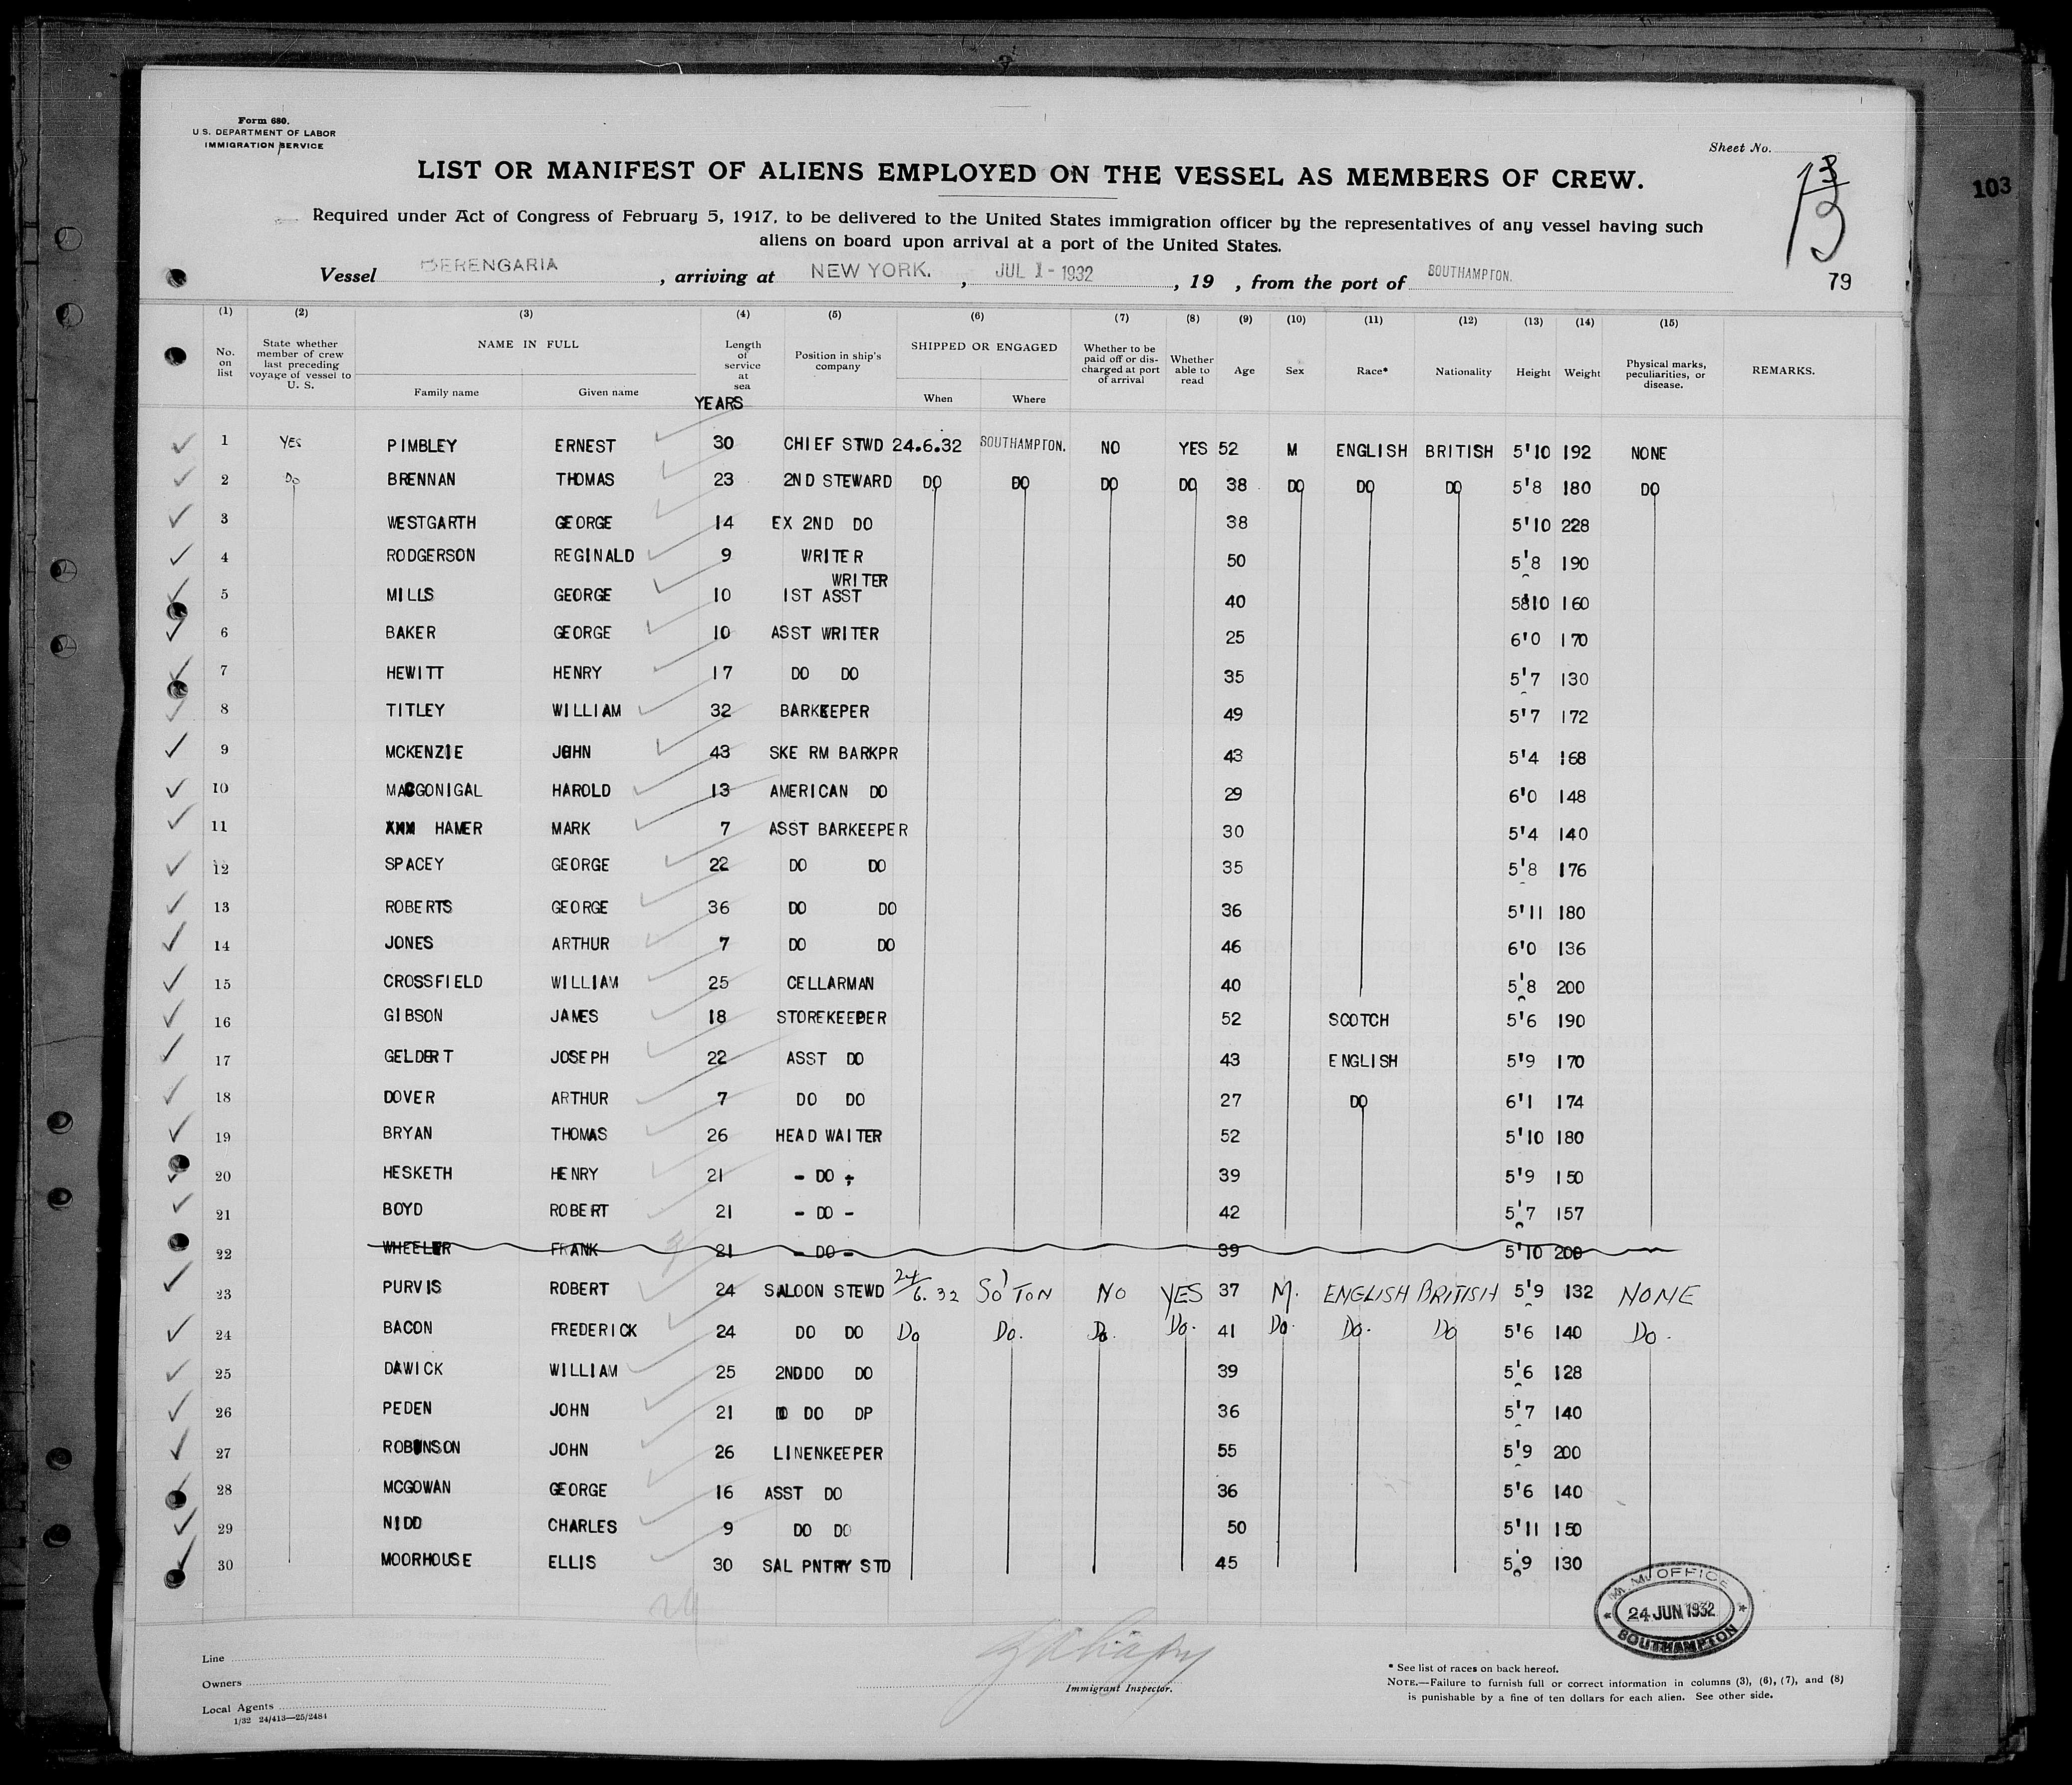 Form 680.
U.S. DEPARTMENT OF LABOR
IMMIGRATION SERVICE
Sheet No.
13
103
LIST OR MANIFEST OF ALIENS EMPLOYED ON THE VESSEL AS MEMBERS OF CREW.
Required under Act of Congress of February 5, 1917, to be delivered to the United States immigration officer by the representatives of any vessel having such
aliens on board upon arrival at a port of the United States.
Vessel BERENGARIA, arriving at NEW YORK., JUL 1 - 1932, 19 , from the port of SOUTHAMPTON. 79
(1) (2) (3) (4) (5) (6) (7) (8) (9) (10) (11) (12) (13) (14) (15)
No. on list State whether member of crew last preceding voyage of vessel to U. S. NAME IN FULL Family name Given name Length of service at sea YEARS Position in ship's company SHIPPED OR ENGAGED When Where Whether to be paid off or discharged at port of arrival Whether able to read Age Sex Race* Nationality Height Weight Physical marks, peculiarities, or disease. REMARKS.
1 YES PIMBLEY ERNEST 30 CHIEF STWD 24.6.32 SOUTHAMPTON. NO YES 52 M ENGLISH BRITISH 5'10 192 NONE
2 Do BRENNAN THOMAS 23 2ND STEWARD DO DO DO DO 38 DO DO DO 5'8 180 DO
3 WESTGARTH GEORGE 14 EX 2ND DO 38 5'10 228
4 RODGERSON REGINALD 9 WRITER 50 5'8 190
5 MILLS GEORGE 10 1ST ASST WRITER 40 5810 160
6 BAKER GEORGE 10 ASST WRITER 25 6'0 170
7 HEWITT HENRY 17 DO DO 35 5'7 130
8 TITLEY WILLIAM 32 BARKEEPER 49 5'7 172
9 MCKENZIE JOHN 43 SKE RM BARKPR 43 5'4 168
10 MACGONIGAL HAROLD 13 AMERICAN DO 29 6'0 148
11 HAMER MARK 7 ASST BARKEEPER 30 5'4 140
12 SPACEY GEORGE 22 DO DO 35 5'8 176
13 ROBERTS GEORGE 36 DO DO 36 5'11 180
14 JONES ARTHUR 7 DO DO 46 6'0 136
15 CROSSFIELD WILLIAM 25 CELLARMAN 40 5'8 200
16 GIBSON JAMES 18 STOREKEEPER 52 SCOTCH 5'6 190
17 GELDERT JOSEPH 22 ASST DO 43 ENGLISH 5'9 170
18 DOVER ARTHUR 7 DO DO 27 DO 6'1 174
19 BRYAN THOMAS 26 HEAD WAITER 52 5'10 180
20 HESKETH HENRY 21 - DO - 39 5'9 150
21 BOYD ROBERT 21 - DO - 42 5'7 157
22 WHEELER FRANK 21 - DO - 39 5'10 200
23 PURVIS ROBERT 24 SALOON STEWD 24/6.32 SO'TON NO YES 37 M. ENGLISH BRITISH 5'9 132 NONE
24 BACON FREDERICK 24 DO DO Do Do. Do. Do. 41 Do. Do. Do 5'6 140 Do.
25 DAWICK WILLIAM 25 2NDDO DO 39 5'6 128
26 PEDEN JOHN 21 D DO DP 36 5'7 140
27 ROBINSON JOHN 26 LINENKEEPER 55 5'9 200
28 MCGOWAN GEORGE 16 ASST DO 36 5'6 140
29 NIDD CHARLES 9 DO DO 50 5'11 150
30 MOORHOUSE ELLIS 30 SAL PNTRY STD 45 5'9 130
M. M. OFFICE
24 JUN 1932
SOUTHAMPTON
Line
Owners
Local Agents
1/32 24/413—25/2484
Immigrant Inspector.
* See list of races on back hereof.
NOTE.—Failure to furnish full or correct information in columns (3), (6), (7), and (8)
is punishable by a fine of ten dollars for each alien. See other side.